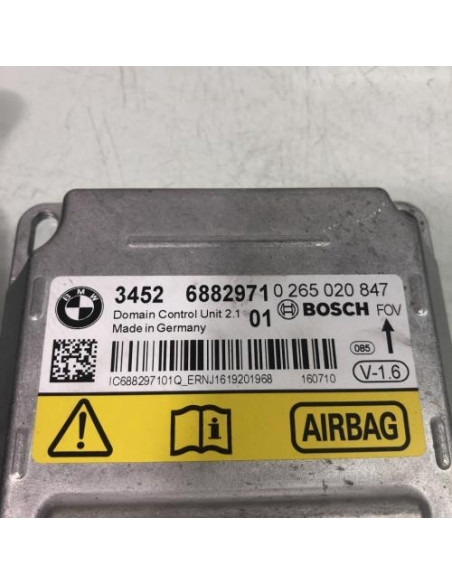 BMW
3452 6882971 0 265 020 847
Domain Control Unit 2.1 01 BOSCH FOV
Made in Germany
085
IC688297101Q_ERNJ1619201968 160710 V-1.6
AIRBAG